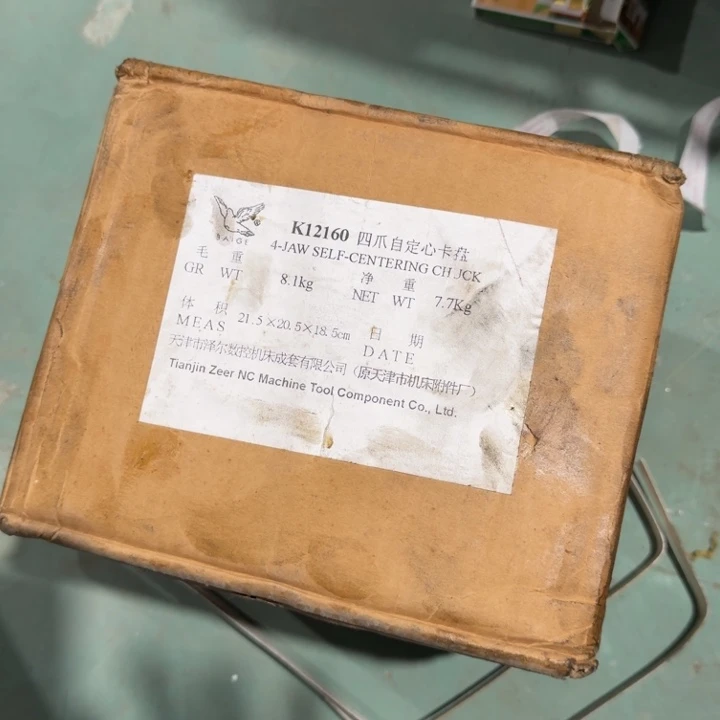 BAIGE
K12160 四爪自定心卡盘
4-JAW SELF-CENTERING CHUCK
毛 重 净 重
GR WT 8.1kg NET WT 7.7Kg
体 积 日 期
MEAS 21.5×20.5×18.5cm DATE
天津市泽尔数控机床成套有限公司（原天津市机床附件厂）
Tianjin Zeer NC Machine Tool Component Co., Ltd.